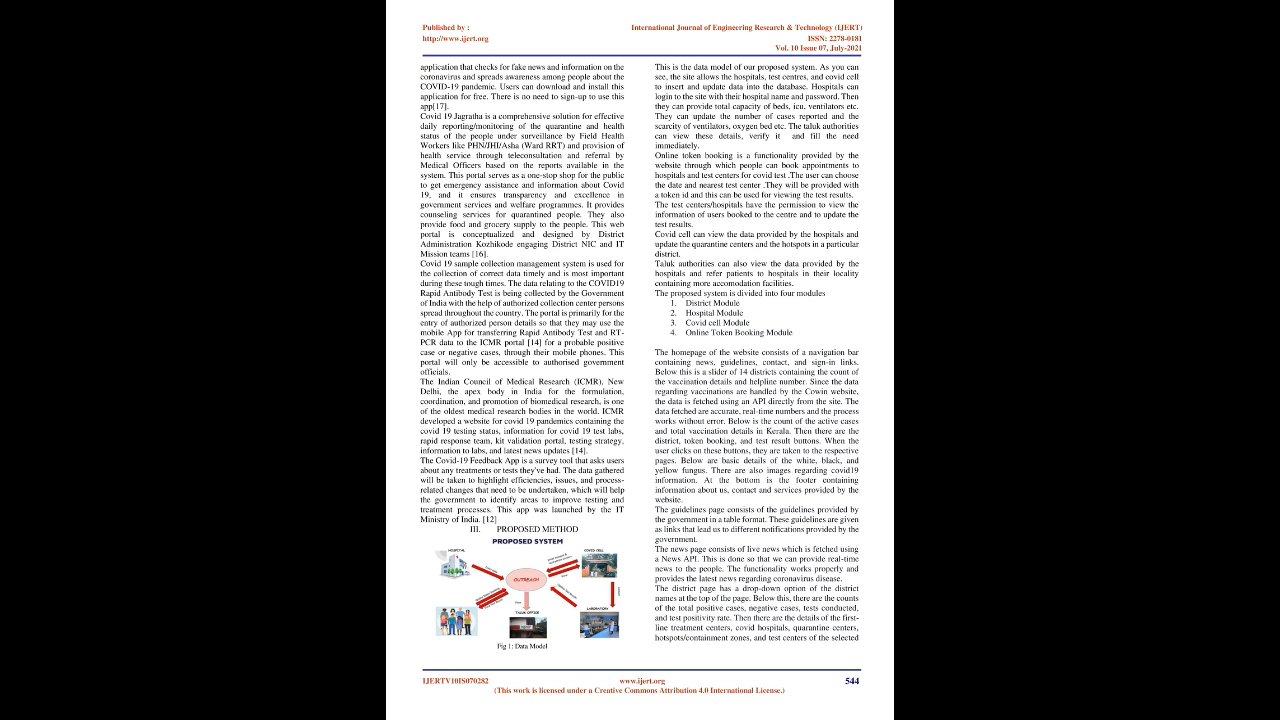 Published by :
http://www.ijert.org
International Journal of Engineering Research & Technology (IJERT)
ISSN: 2278-0181
Vol. 10 Issue 07, July-2021
application that checks for fake news and information on the
coronavirus and spreads awareness among people about the
COVID-19 pandemic. Users can download and install this
application for free. There is no need to sign-up to use this
app[17].
Covid 19 Jagratha is a comprehensive solution for effective
daily reporting/monitoring of the quarantine and health
status of the people under surveillance by Field Health
Workers like PHN/JHI/Asha (Ward RRT) and provision of
health service through teleconsultation and referral by
Medical Officers based on the reports available in the
system. This portal serves as a one-stop shop for the public
to get emergency assistance and information about Covid
19, and it ensures transparency and excellence in
government services and welfare programmes. It provides
counseling services for quarantined people. They also
provide food and grocery supply to the people. This web
portal is conceptualized and designed by District
Administration Kozhikode engaging District NIC and IT
Mission teams [16].
Covid 19 sample collection management system is used for
the collection of correct data timely and is most important
during these tough times. The data relating to the COVID19
Rapid Antibody Test is being collected by the Government
of India with the help of authorized collection center persons
spread throughout the country. The portal is primarily for the
entry of authorized person details so that they may use the
mobile App for transferring Rapid Antibody Test and RT-
PCR data to the ICMR portal [14] for a probable positive
case or negative cases, through their mobile phones. This
portal will only be accessible to authorised government
officials.
The Indian Council of Medical Research (ICMR), New
Delhi, the apex body in India for the formulation,
coordination, and promotion of biomedical research, is one
of the oldest medical research bodies in the world. ICMR
developed a website for covid 19 pandemics containing the
covid 19 testing status, information for covid 19 test labs,
rapid response team, kit validation portal, testing strategy,
information to labs, and latest news updates [14].
The Covid-19 Feedback App is a survey tool that asks users
about any treatments or tests they've had. The data gathered
will be taken to highlight efficiencies, issues, and process-
related changes that need to be undertaken, which will help
the government to identify areas to improve testing and
treatment processes. This app was launched by the IT
Ministry of India. [12]
III. PROPOSED METHOD
PROPOSED SYSTEM
HOSPITAL
COVID CELL
OUTREACH
TALUK OFFICE
LABORATORY
Fig 1: Data Model
This is the data model of our proposed system. As you can
see, the site allows the hospitals, test centres, and covid cell
to insert and update data into the database. Hospitals can
login to the site with their hospital name and password. Then
they can provide total capacity of beds, icu, ventilators etc.
They can update the number of cases reported and the
scarcity of ventilators, oxygen bed etc. The taluk authorities
can view these details, verify it and fill the need
immediately.
Online token booking is a functionality provided by the
website through which people can book appointments to
hospitals and test centers for covid test .The user can choose
the date and nearest test center .They will be provided with
a token id and this can be used for viewing the test results.
The test centers/hospitals have the permission to view the
information of users booked to the centre and to update the
test results.
Covid cell can view the data provided by the hospitals and
update the quarantine centers and the hotspots in a particular
district.
Taluk authorities can also view the data provided by the
hospitals and refer patients to hospitals in their locality
containing more accomodation facilities.
The proposed system is divided into four modules
1. District Module
2. Hospital Module
3. Covid cell Module
4. Online Token Booking Module
The homepage of the website consists of a navigation bar
containing news, guidelines, contact, and sign-in links.
Below this is a slider of 14 districts containing the count of
the vaccination details and helpline number. Since the data
regarding vaccinations are handled by the Cowin website,
the data is fetched using an API directly from the site. The
data fetched are accurate, real-time numbers and the process
works without error. Below is the count of the active cases
and total vaccination details in Kerala. Then there are the
district, token booking, and test result buttons. When the
user clicks on these buttons, they are taken to the respective
pages. Below are basic details of the white, black, and
yellow fungus. There are also images regarding covid19
information. At the bottom is the footer containing
information about us, contact and services provided by the
website.
The guidelines page consists of the guidelines provided by
the government in a table format. These guidelines are given
as links that lead us to different notifications provided by the
government.
The news page consists of live news which is fetched using
a News API. This is done so that we can provide real-time
news to the people. The functionality works properly and
provides the latest news regarding coronavirus disease.
The district page has a drop-down option of the district
names at the top of the page. Below this, there are the counts
of the total positive cases, negative cases, tests conducted,
and test positivity rate. Then there are the details of the first-
line treatment centers, covid hospitals, quarantine centers,
hotspots/containment zones, and test centers of the selected
IJERTV10IS070282
www.ijert.org
544
(This work is licensed under a Creative Commons Attribution 4.0 International License.)